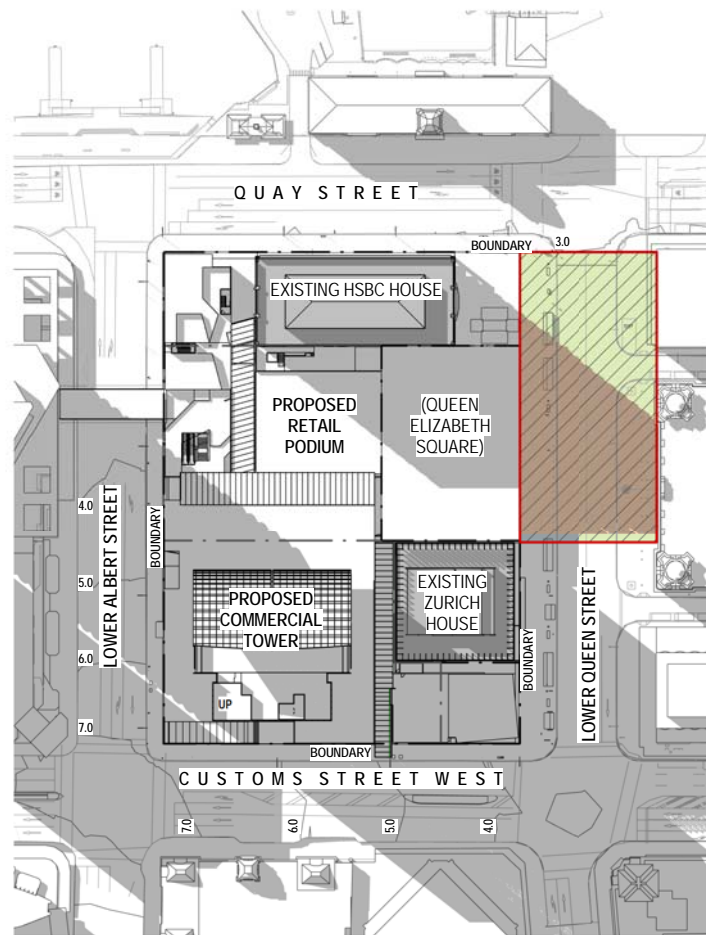 QUAY STREET
BOUNDARY
3.0
EXISTING HSBC HOUSE
PROPOSED
RETAIL
PODIUM
(QUEEN
ELIZABETH
SQUARE)
4.0
5.0
6.0
7.0
LOWER ALBERT STREET
BOUNDARY
PROPOSED
COMMERCIAL
TOWER
UP
EXISTING
ZURICH
HOUSE
BOUNDARY
LOWER QUEEN STREET
BOUNDARY
CUSTOMS STREET WEST
7.0
6.0
5.0
4.0